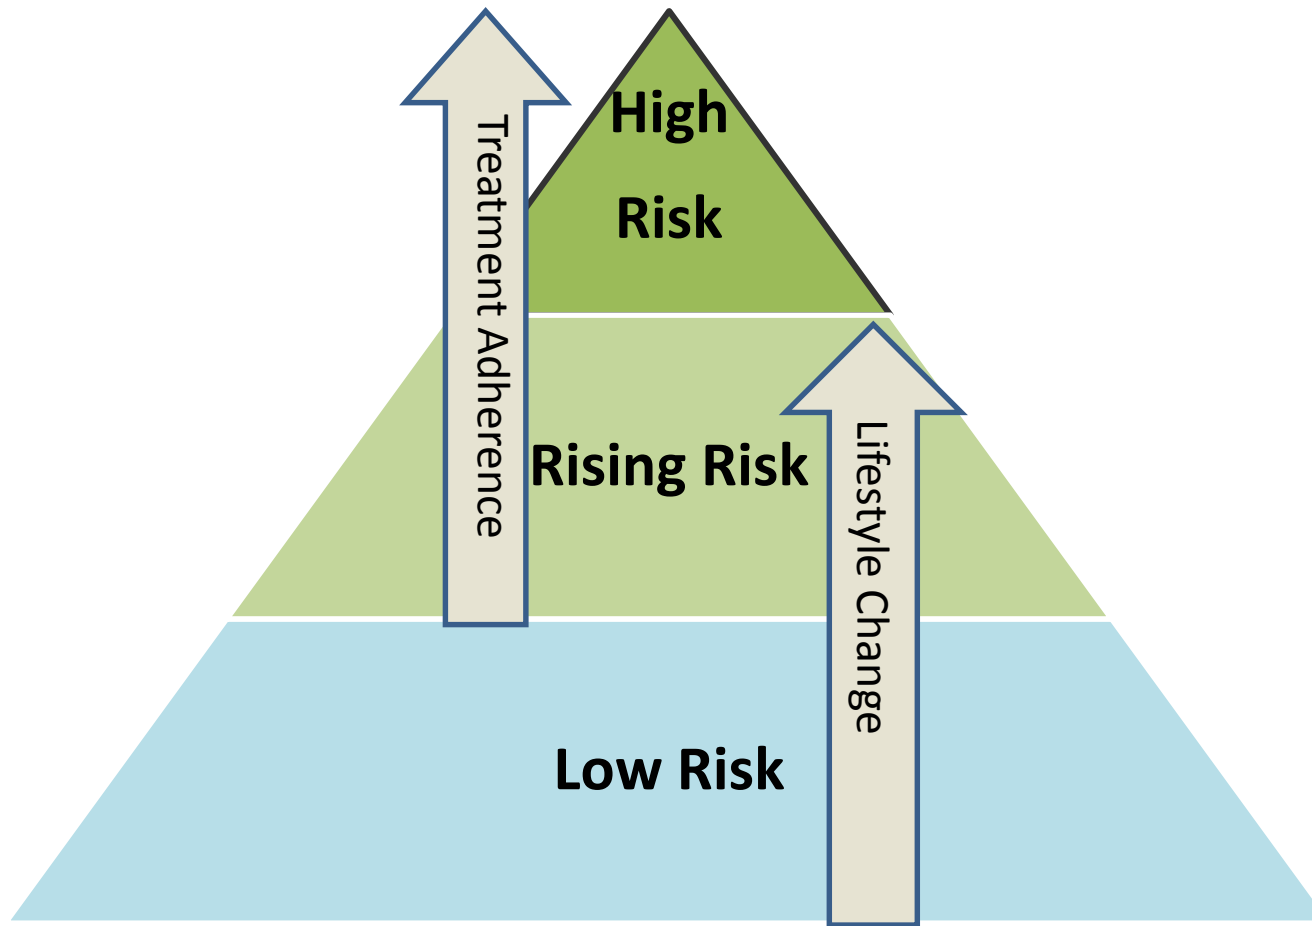 High
Risk
Treatment Adherence
Rising Risk
Lifestyle Change
Low Risk